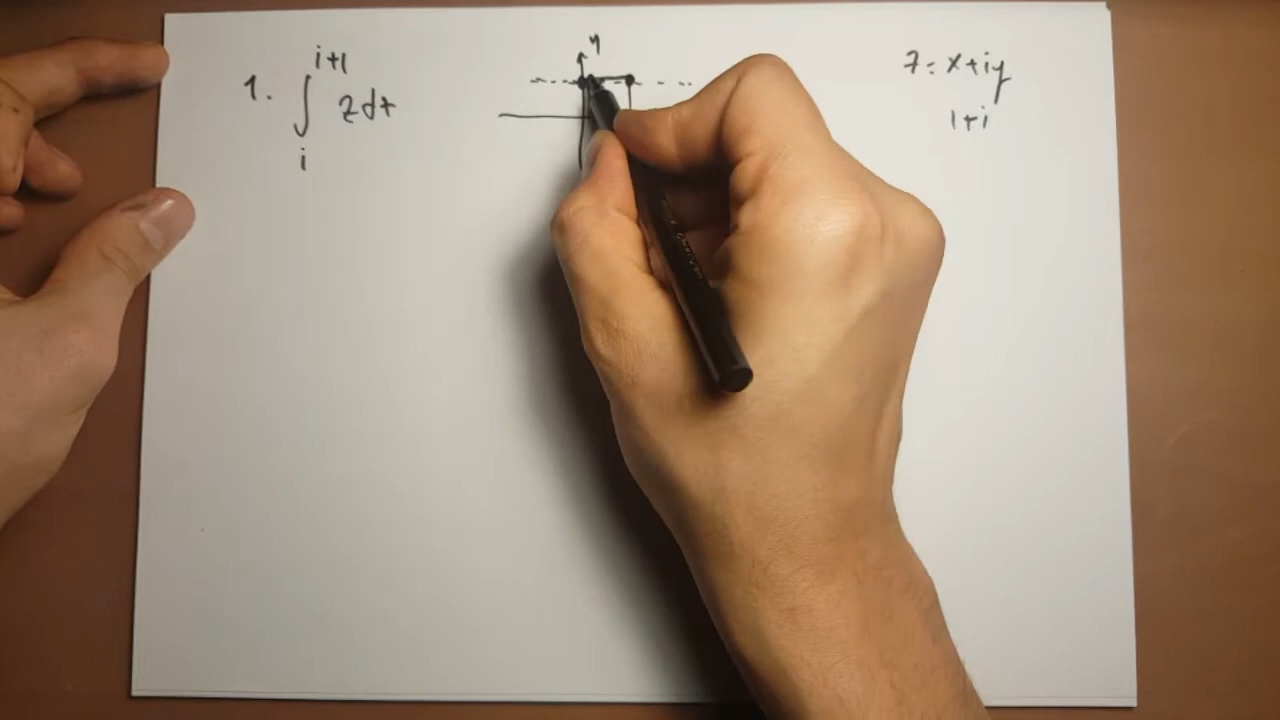 1. ∫ i i+1 z dz
y
z = x+iy
1+i